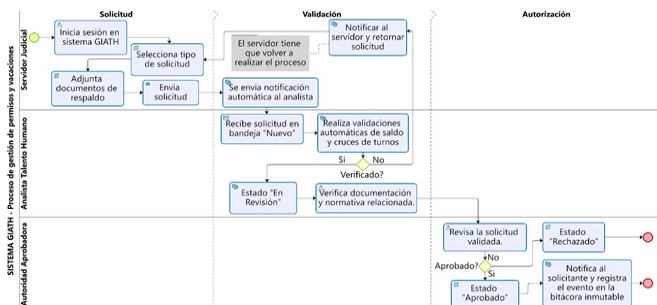 Solicitud
Validación
Autorización
SISTEMA GIATH - Proceso de gestión de permisos y vacaciones
Servidor Judicial
Inicia sesión en
sistema GIATH
Selecciona tipo
de solicitud
Adjunta
documentos de
respaldo
Envía
solicitud
Notificar al
servidor y retornar
solicitud
El servidor tiene
que volver a
realizar el proceso
Se envía notificación
automática al analista
Analista Talento Humano
Recibe solicitud en
bandeja "Nuevo"
Realiza validaciones
automáticas de saldo
y cruces de turnos
Si
No
Verificado?
Estado "En
Revisión"
Verifica documentación
y normativa relacionada.
Autoridad Aprobadora
Revisa la solicitud
validada.
No
Aprobado?
Si
Estado
"Rechazado"
Estado
"Aprobado"
Notifica al
solicitante y registra
el evento en la
bitácora inmutable